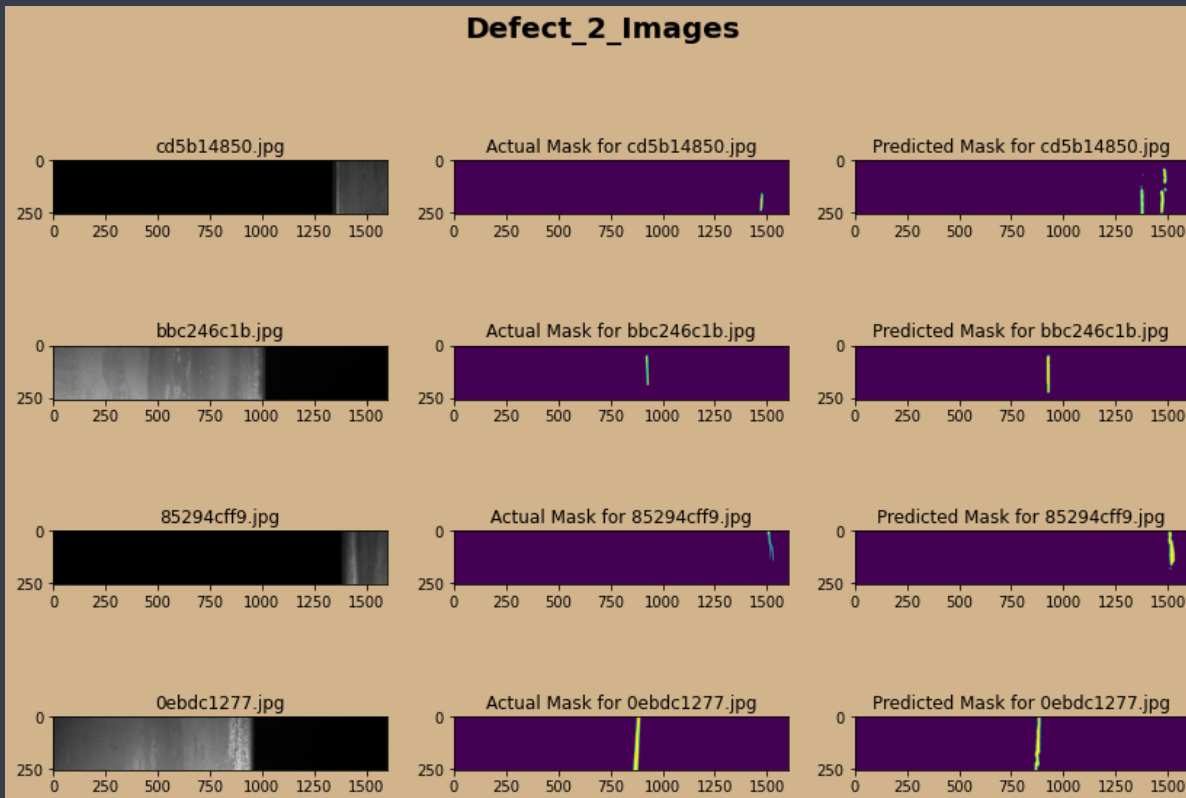 Defect_2_Images
cd5b14850.jpg Actual Mask for cd5b14850.jpg Predicted Mask for cd5b14850.jpg
0 0 0
250 250 250
0 250 500 750 1000 1250 1500 0 250 500 750 1000 1250 1500 0 250 500 750 1000 1250 1500
bbc246c1b.jpg Actual Mask for bbc246c1b.jpg Predicted Mask for bbc246c1b.jpg
0 0 0
250 250 250
0 250 500 750 1000 1250 1500 0 250 500 750 1000 1250 1500 0 250 500 750 1000 1250 1500
85294cff9.jpg Actual Mask for 85294cff9.jpg Predicted Mask for 85294cff9.jpg
0 0 0
250 250 250
0 250 500 750 1000 1250 1500 0 250 500 750 1000 1250 1500 0 250 500 750 1000 1250 1500
0ebdc1277.jpg Actual Mask for 0ebdc1277.jpg Predicted Mask for 0ebdc1277.jpg
0 0 0
250 250 250
0 250 500 750 1000 1250 1500 0 250 500 750 1000 1250 1500 0 250 500 750 1000 1250 1500